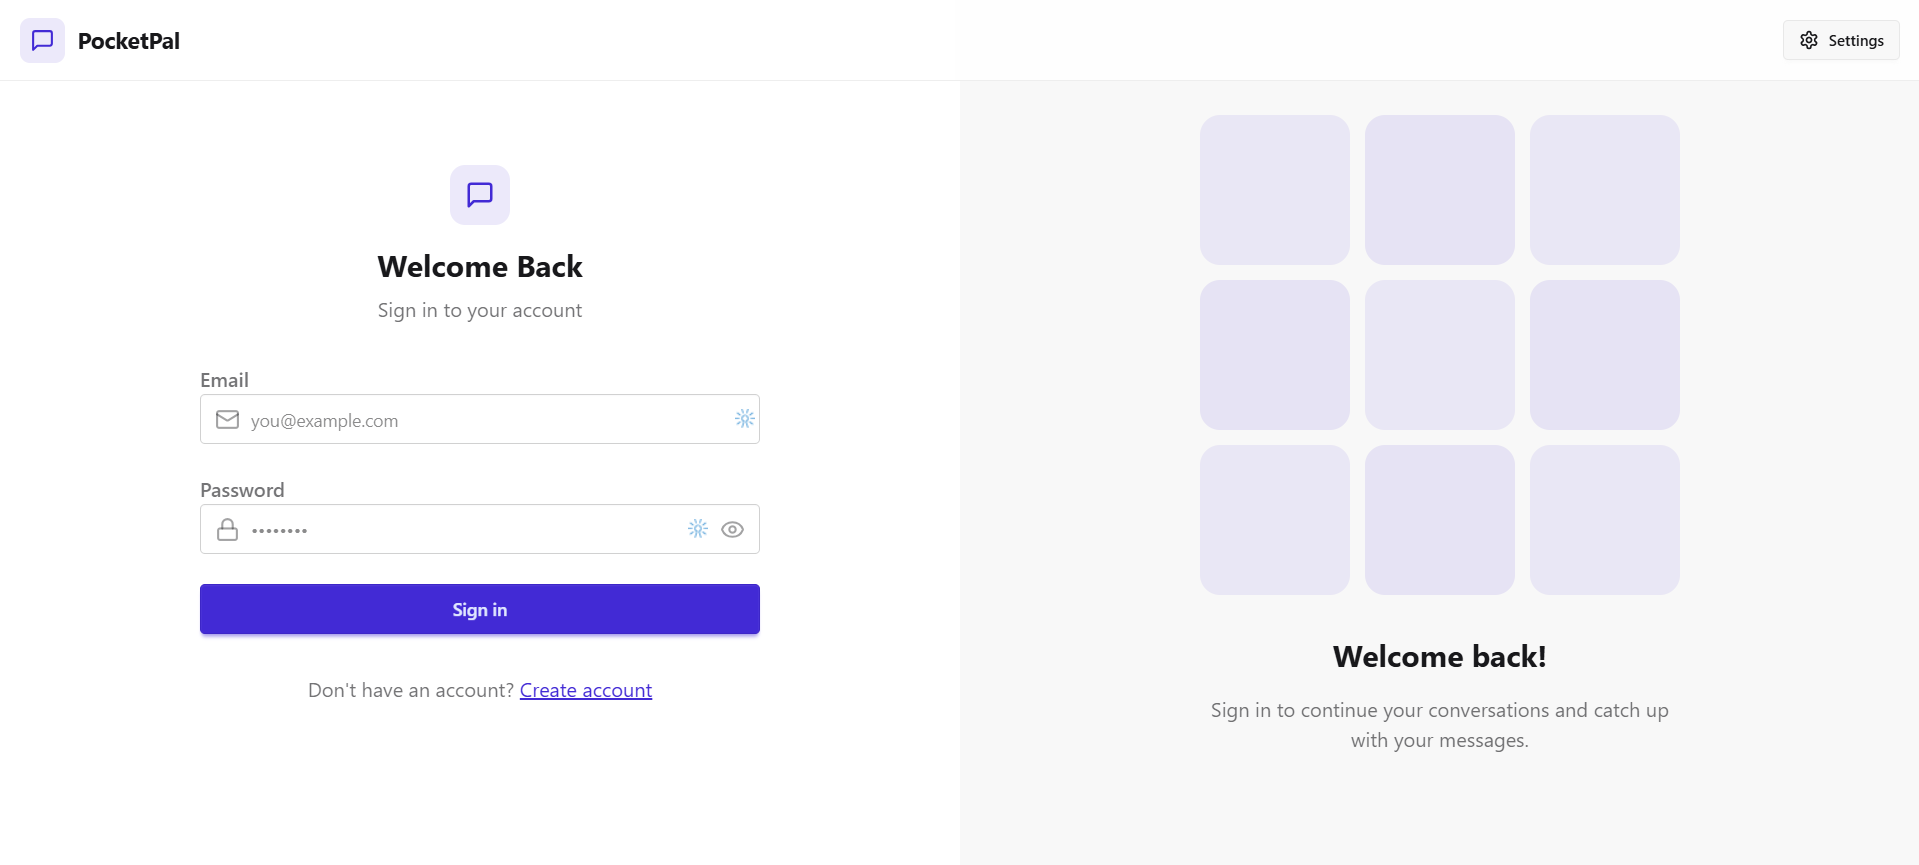 PocketPal
Settings
Welcome Back
Sign in to your account
Email
you@example.com
Password
••••••••
Sign in
Don't have an account? Create account
Welcome back!
Sign in to continue your conversations and catch up
with your messages.